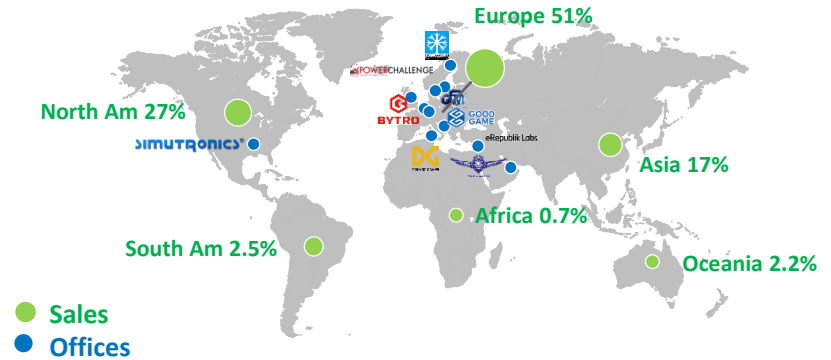 Europe 51%
POWERCHALLENGE
North Am 27%
BYTRO
GOOD
GAME
SIMUTRONICS®
eRepublik Labs
Asia 17%
Africa 0.7%
South Am 2.5%
Oceania 2.2%
Sales
Offices